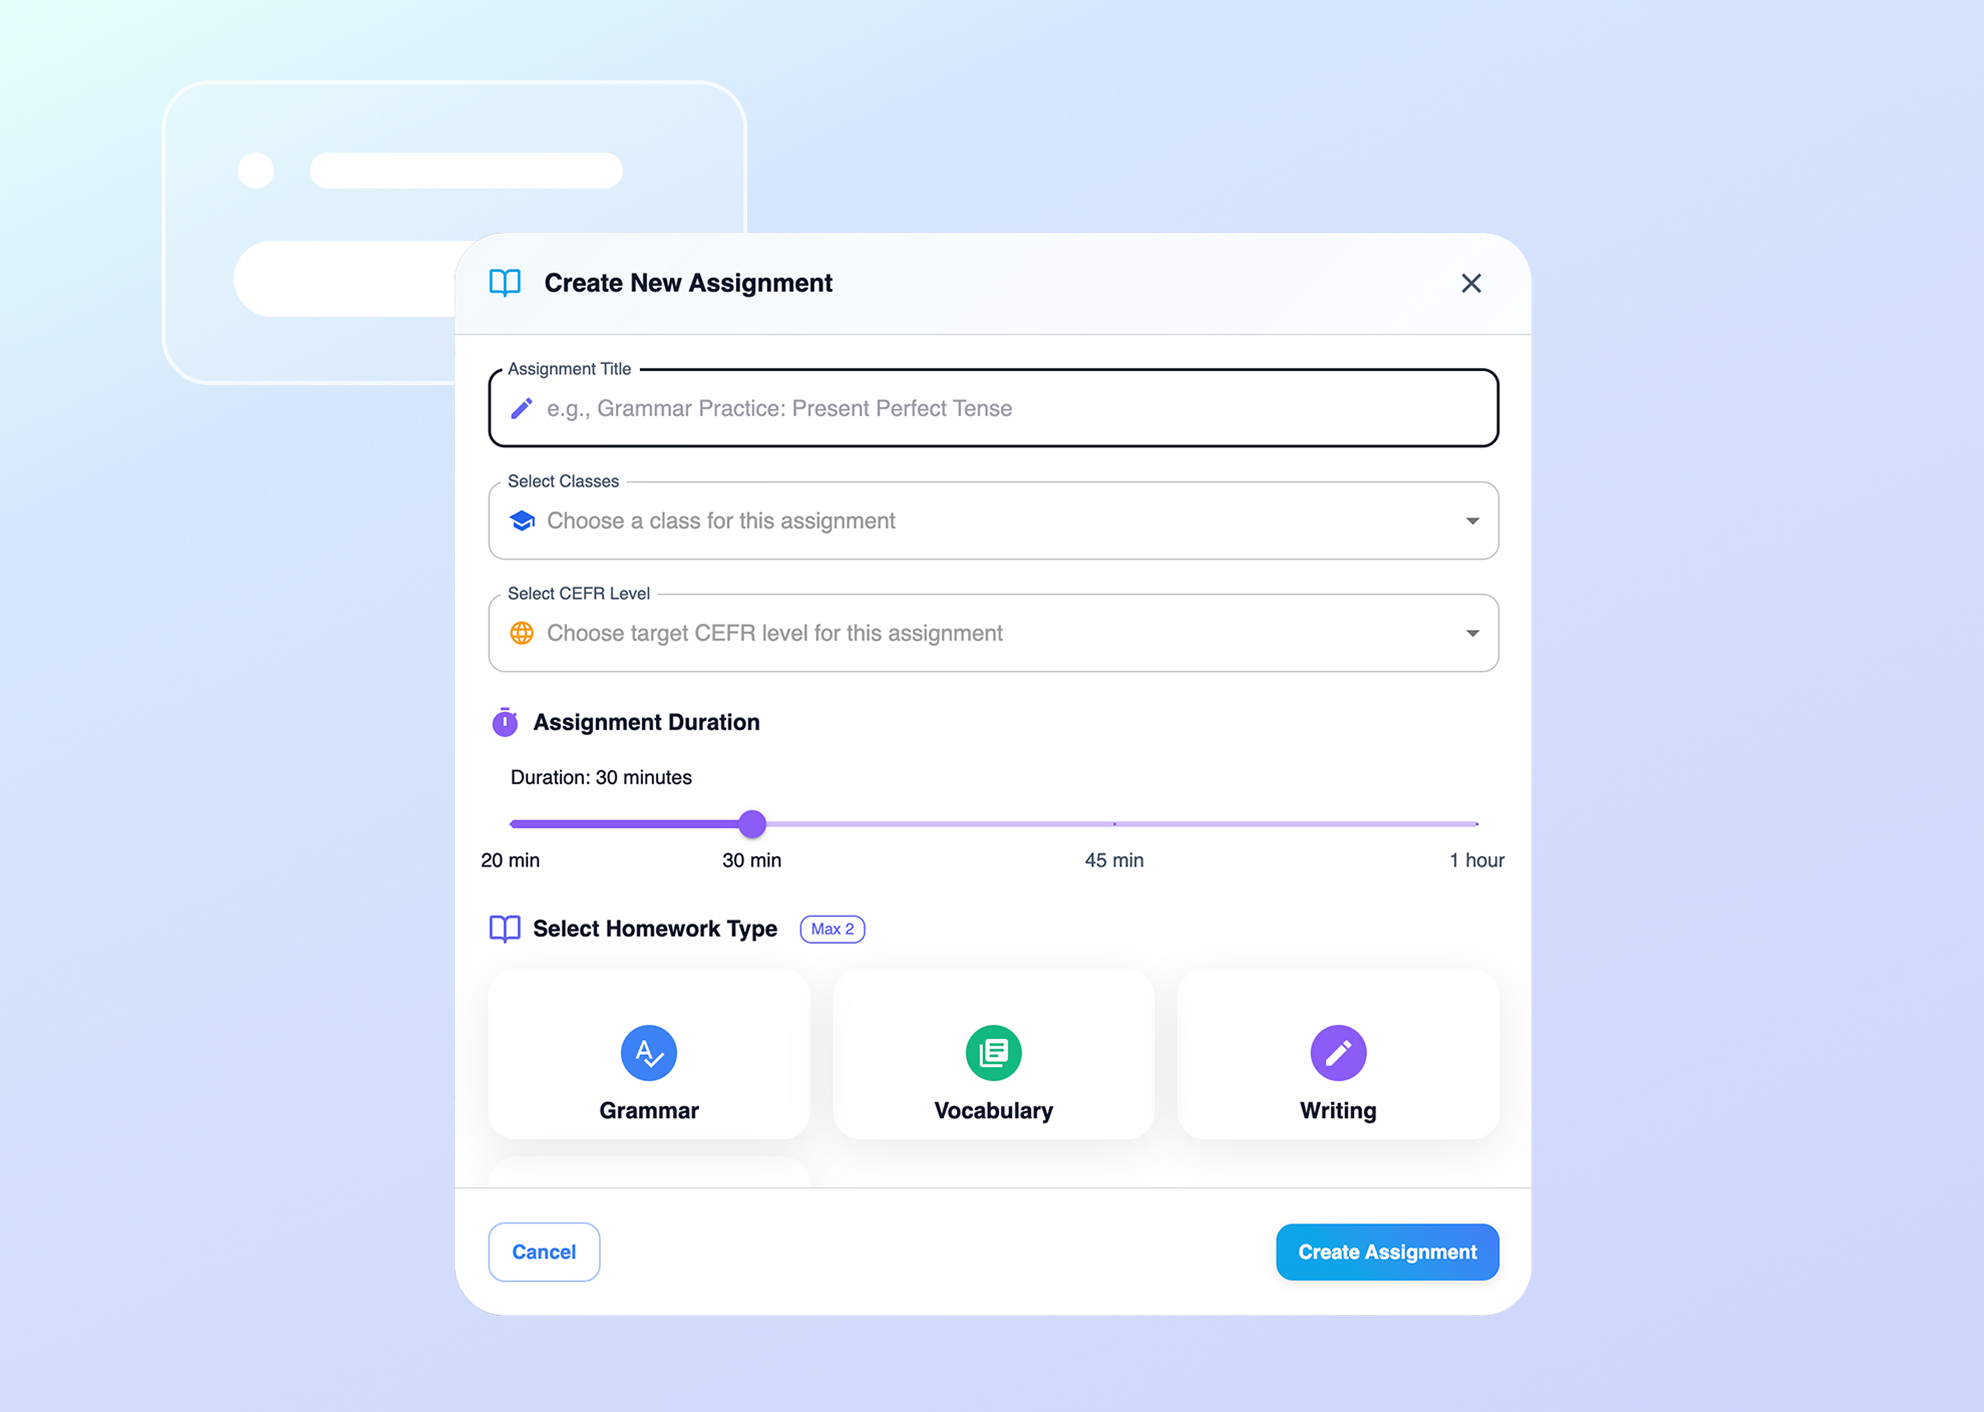 Create New Assignment
Assignment Title
e.g., Grammar Practice: Present Perfect Tense
Select Classes
Choose a class for this assignment
Select CEFR Level
Choose target CEFR level for this assignment
Assignment Duration
Duration: 30 minutes
20 min 30 min 45 min 1 hour
Select Homework Type Max 2
Grammar Vocabulary Writing
Cancel Create Assignment